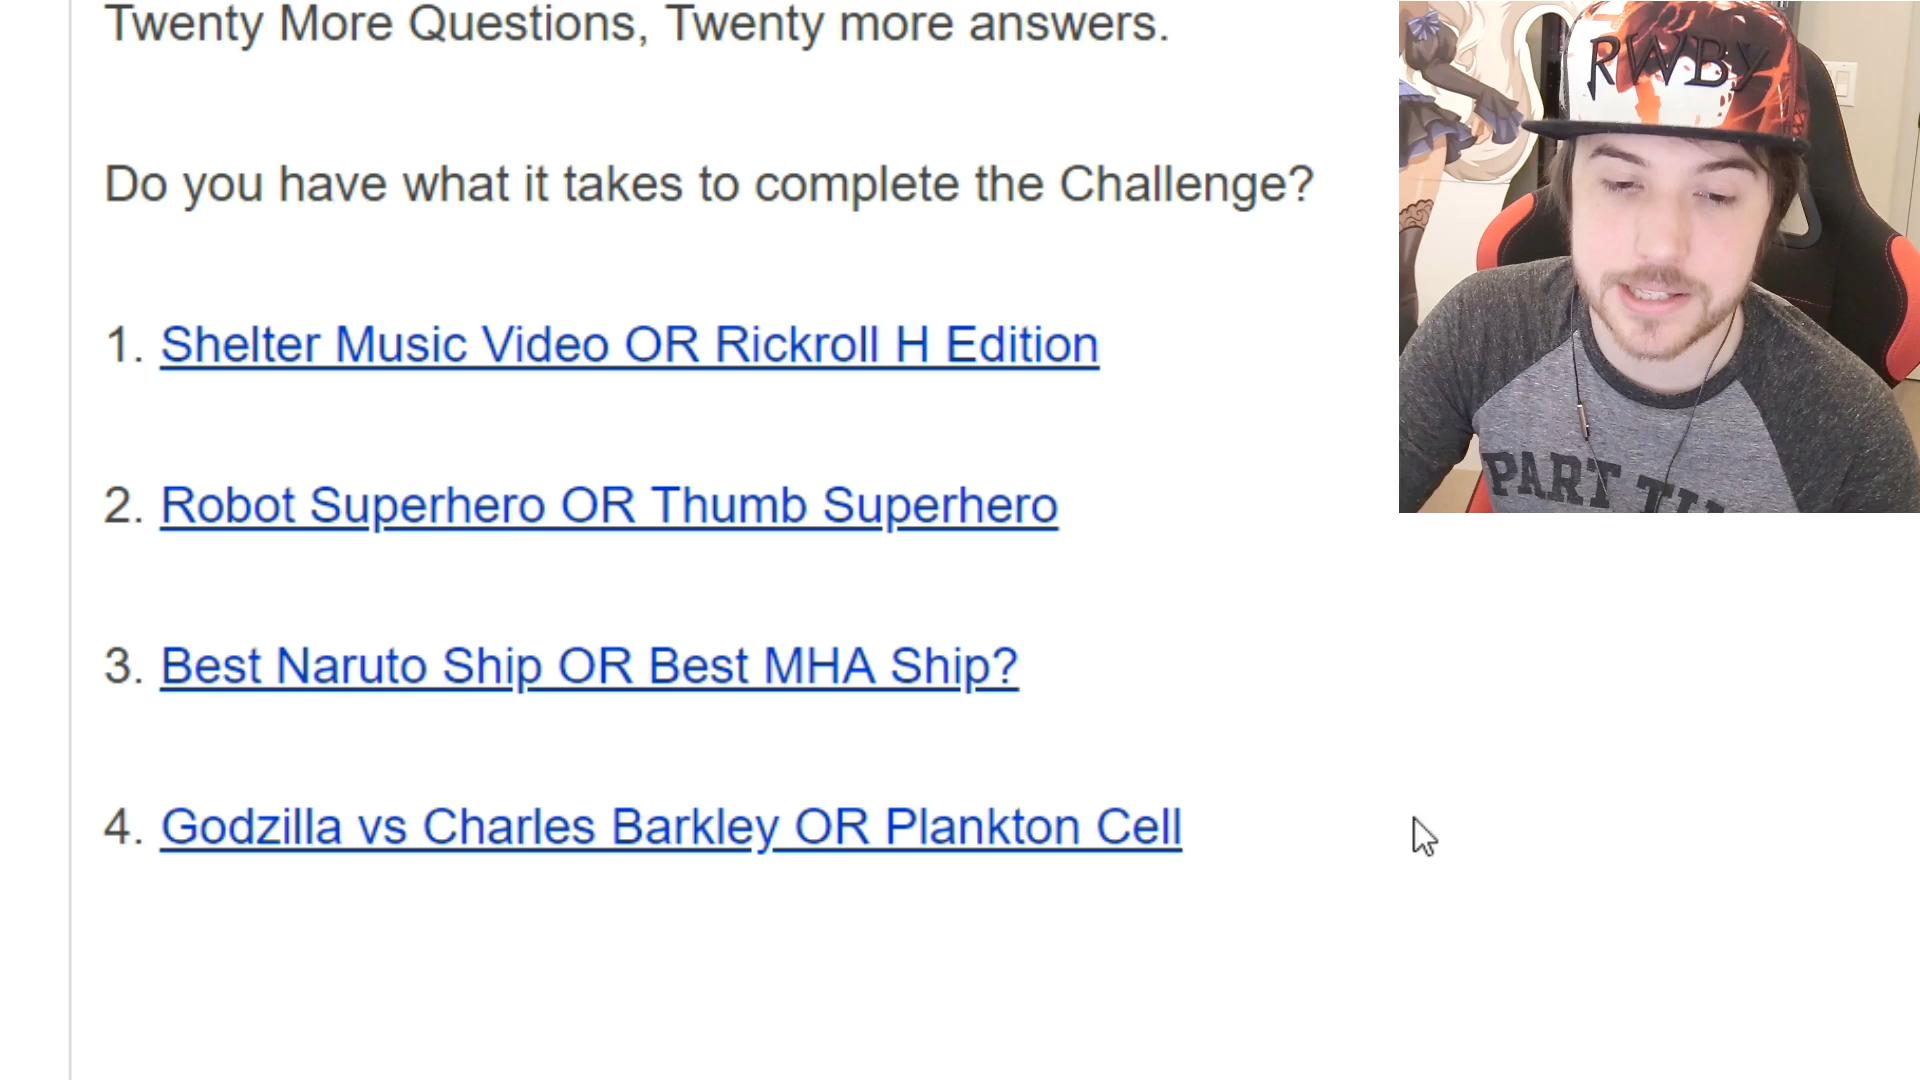 Twenty More Questions, Twenty more answers.
Do you have what it takes to complete the Challenge?
1. Shelter Music Video OR Rickroll H Edition
2. Robot Superhero OR Thumb Superhero
3. Best Naruto Ship OR Best MHA Ship?
4. Godzilla vs Charles Barkley OR Plankton Cell
RWBY
PART